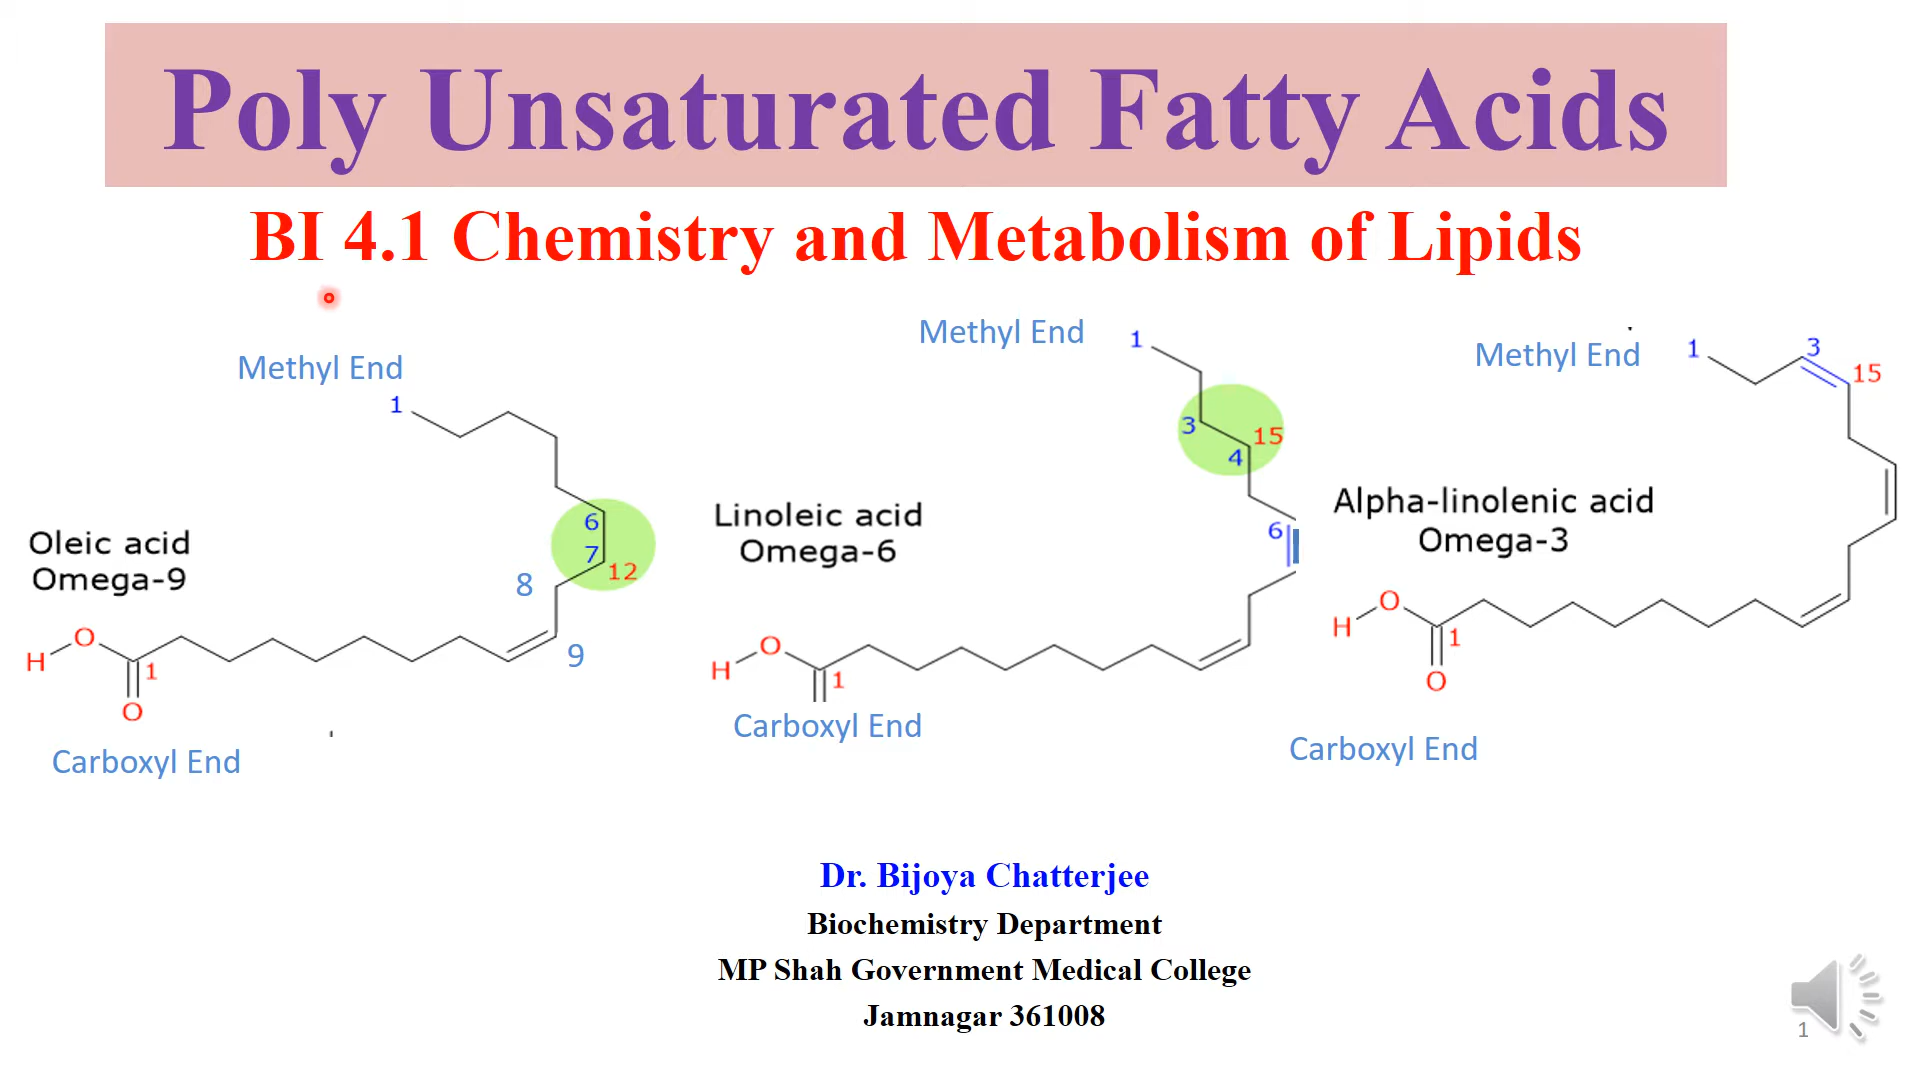 Poly Unsaturated Fatty Acids
BI 4.1 Chemistry and Metabolism of Lipids
Methyl End
1
6
7
12
8
9
Oleic acid
Omega-9
H
O
1
O
Carboxyl End
Methyl End
1
3
15
4
6
Linoleic acid
Omega-6
H
O
1
Carboxyl End
Methyl End
1
3
15
Alpha-linolenic acid
Omega-3
H
O
1
O
Carboxyl End
Dr. Bijoya Chatterjee
Biochemistry Department
MP Shah Government Medical College
Jamnagar 361008
1